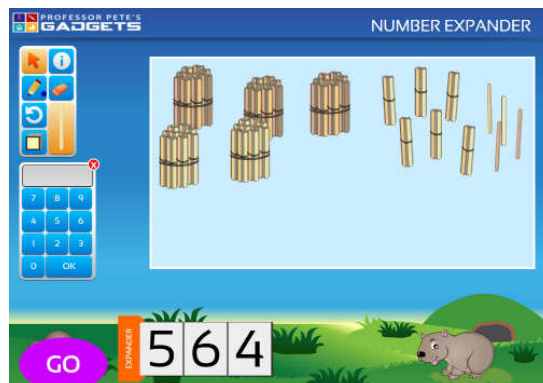 PROFESSOR PETE'S
GADGETS
NUMBER EXPANDER
i
x
7 8 9
4 5 6
1 2 3
0 OK
GO
EXPANDER
5 6 4